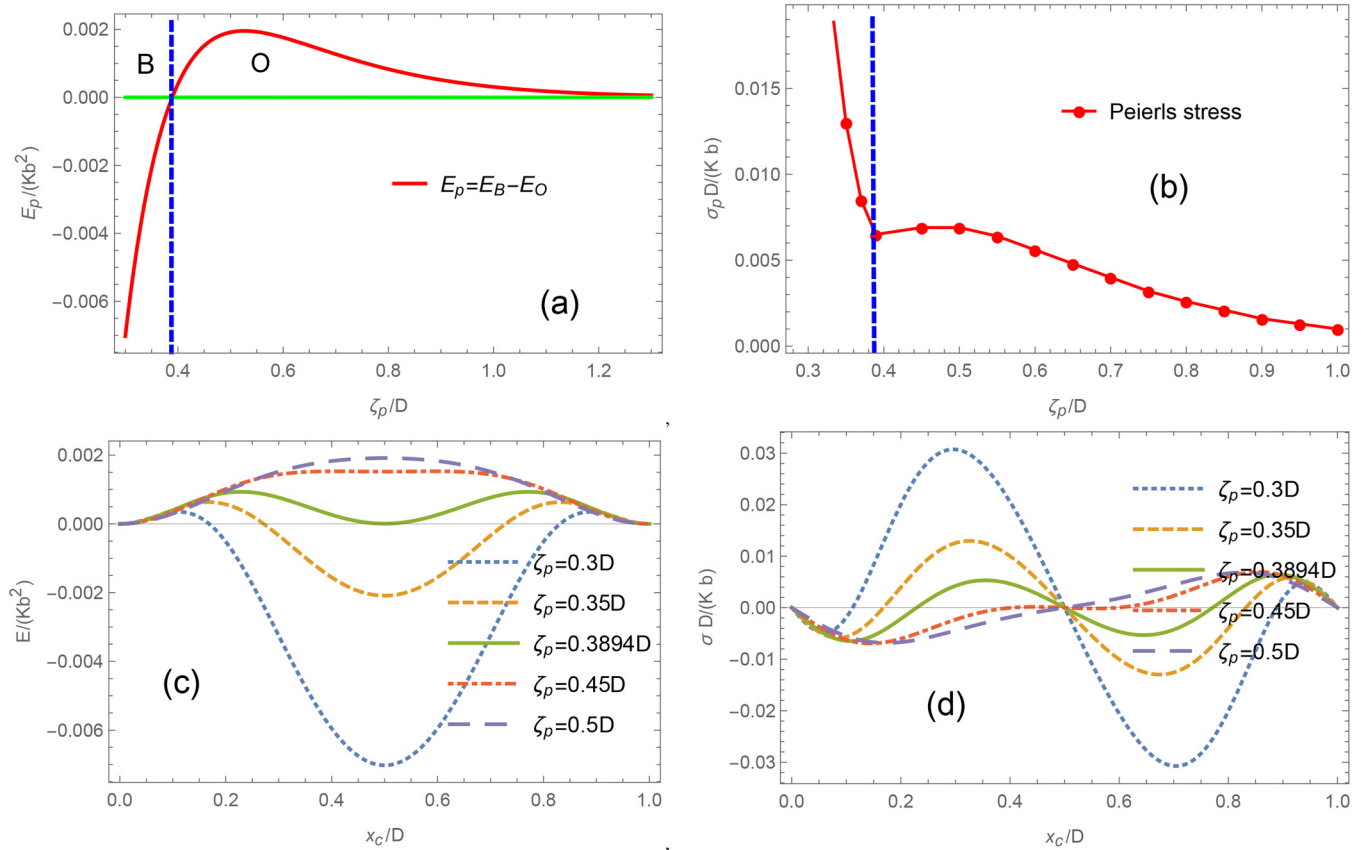 B
O
E_p=E_B−E_O
(a)
E_p/(Kb²)
0.002
0.000
−0.002
−0.004
−0.006
0.4
0.6
0.8
1.0
1.2
ζ_p/D
,
Peierls stress
(b)
σ_p D/(K b)
0.015
0.010
0.005
0.000
0.3
0.4
0.5
0.6
0.7
0.8
0.9
1.0
ζ_p/D
E/(Kb²)
0.002
0.000
−0.002
−0.004
−0.006
ζ_p=0.3D
ζ_p=0.35D
ζ_p=0.3894D
ζ_p=0.45D
ζ_p=0.5D
(c)
0.0
0.2
0.4
0.6
0.8
1.0
x_c/D
,
σ D/(K b)
0.03
0.02
0.01
0.00
−0.01
−0.02
−0.03
ζ_p=0.3D
ζ_p=0.35D
ζ_p=0.3894D
ζ_p=0.45D
ζ_p=0.5D
(d)
0.0
0.2
0.4
0.6
0.8
1.0
x_c/D